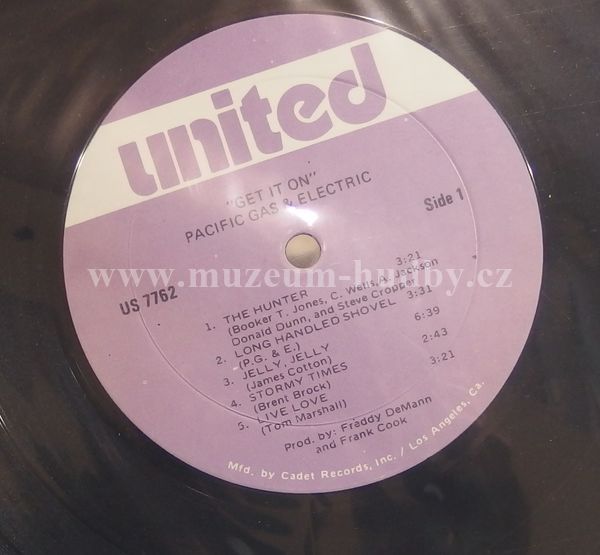 united
"GET IT ON"
PACIFIC GAS & ELECTRIC
Side 1
US 7762
1. THE HUNTER 3:21
(Booker T. Jones, C. Wells, A. Jackson
Donald Dunn, and Steve Cropper)
2. LONG HANDLED SHOVEL 3:31
(P.G. & E.)
3. JELLY, JELLY 6:39
(James Cotton)
4. STORMY TIMES 2:43
(Brent Brock)
5. LIVE LOVE 3:21
(Tom Marshall)
Prod. by: Freddy DeMann
and Frank Cook
Mfd. by Cadet Records, Inc. / Los Angeles, Ca.
www.muzeum-hudby.cz